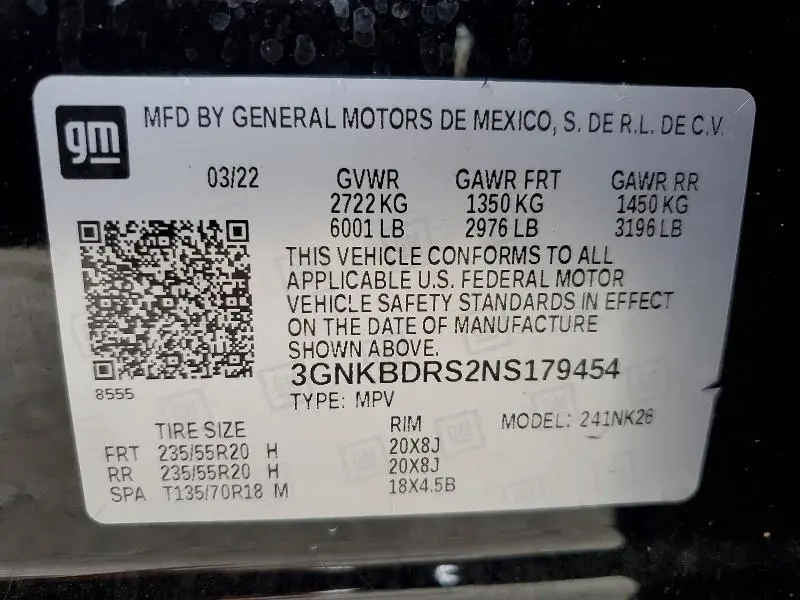 gm
MFD BY GENERAL MOTORS DE MEXICO, S. DE R.L. DE C.V.
03/22 GVWR GAWR FRT GAWR RR
2722 KG 1350 KG 1450 KG
6001 LB 2976 LB 3196 LB
THIS VEHICLE CONFORMS TO ALL
APPLICABLE U.S. FEDERAL MOTOR
VEHICLE SAFETY STANDARDS IN EFFECT
ON THE DATE OF MANUFACTURE
SHOWN ABOVE.
3GNKBDRS2NS179454
8555
TYPE: MPV MODEL: 241NK26
TIRE SIZE RIM
FRT 235/55R20 H 20X8J
RR 235/55R20 H 20X8J
SPA T135/70R18 M 18X4.5B